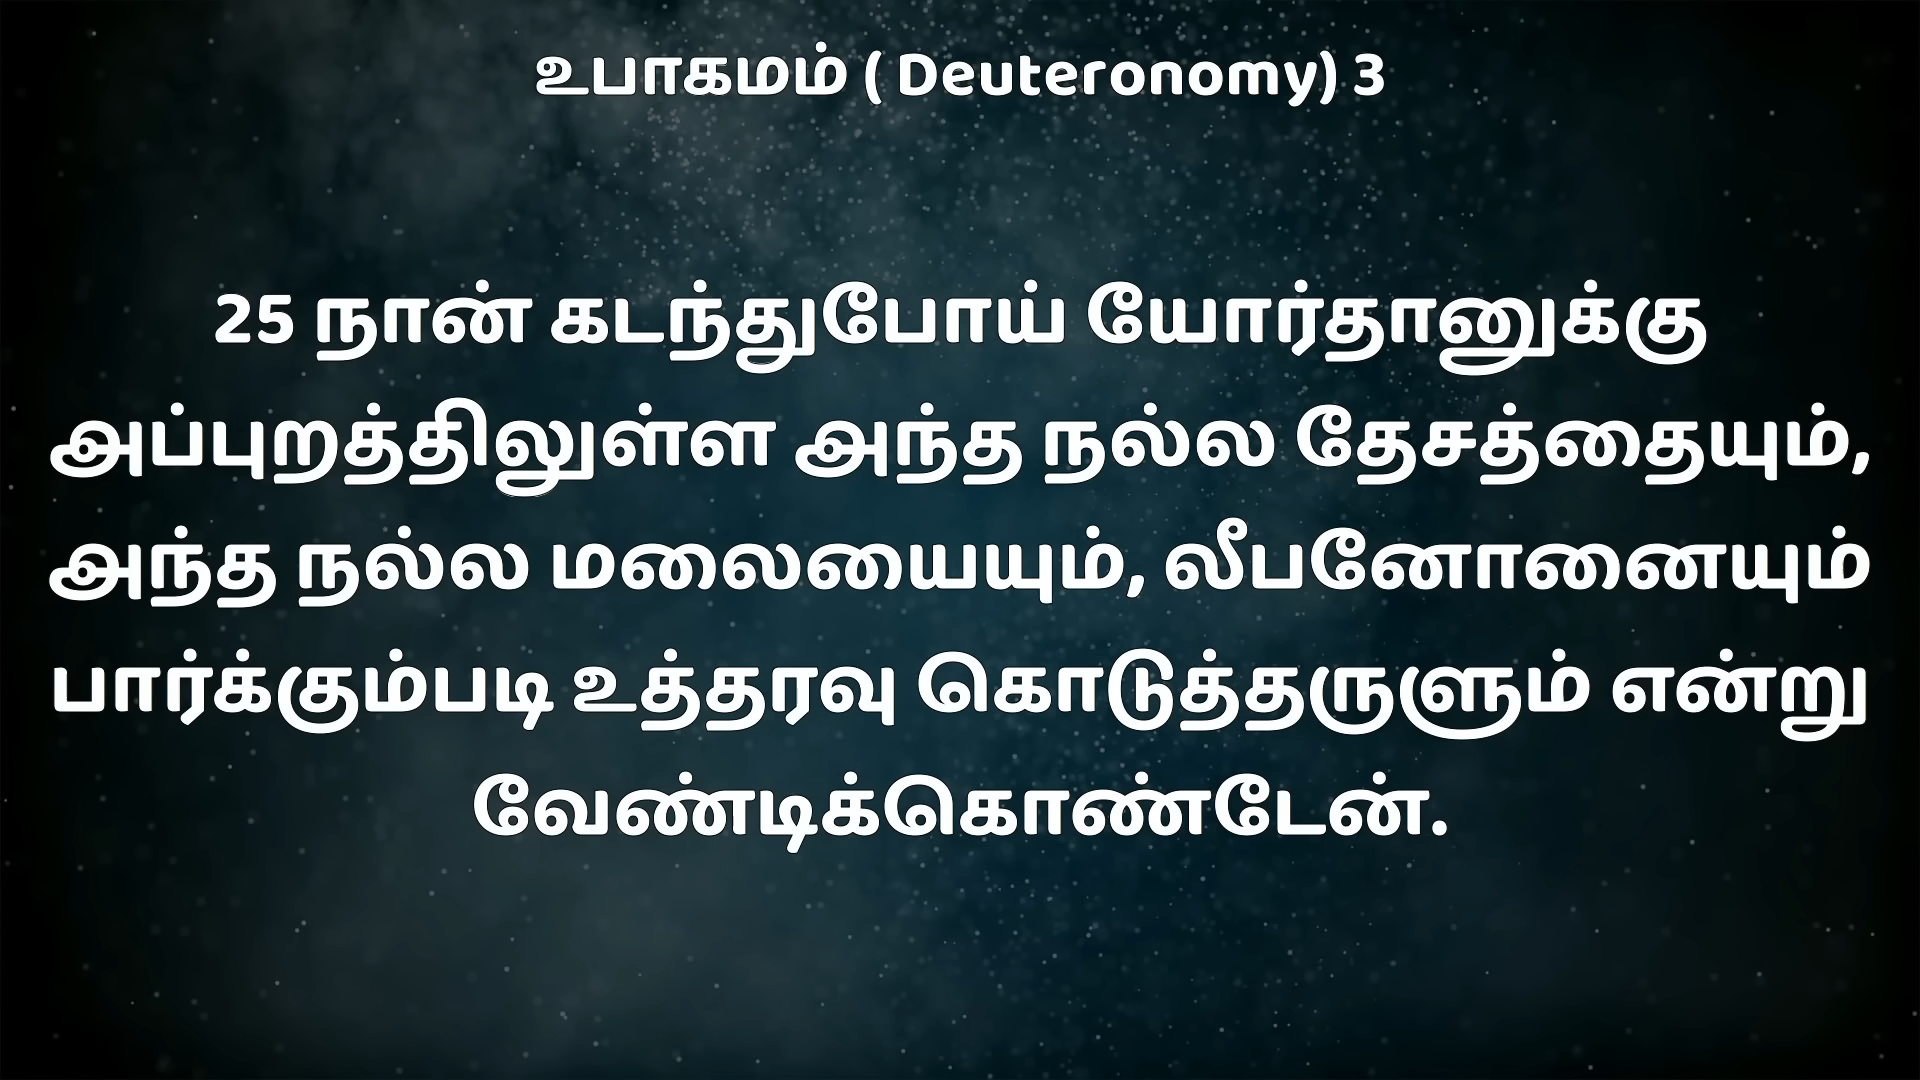 உபாகமம் ( Deuteronomy) 3
25 நான் கடந்துபோய் யோர்தானுக்கு
அப்புறத்திலுள்ள அந்த நல்ல தேசத்தையும்,
அந்த நல்ல மலையையும், லீபனோனையும்
பார்க்கும்படி உத்தரவு கொடுத்தருளும் என்று
வேண்டிக்கொண்டேன்.